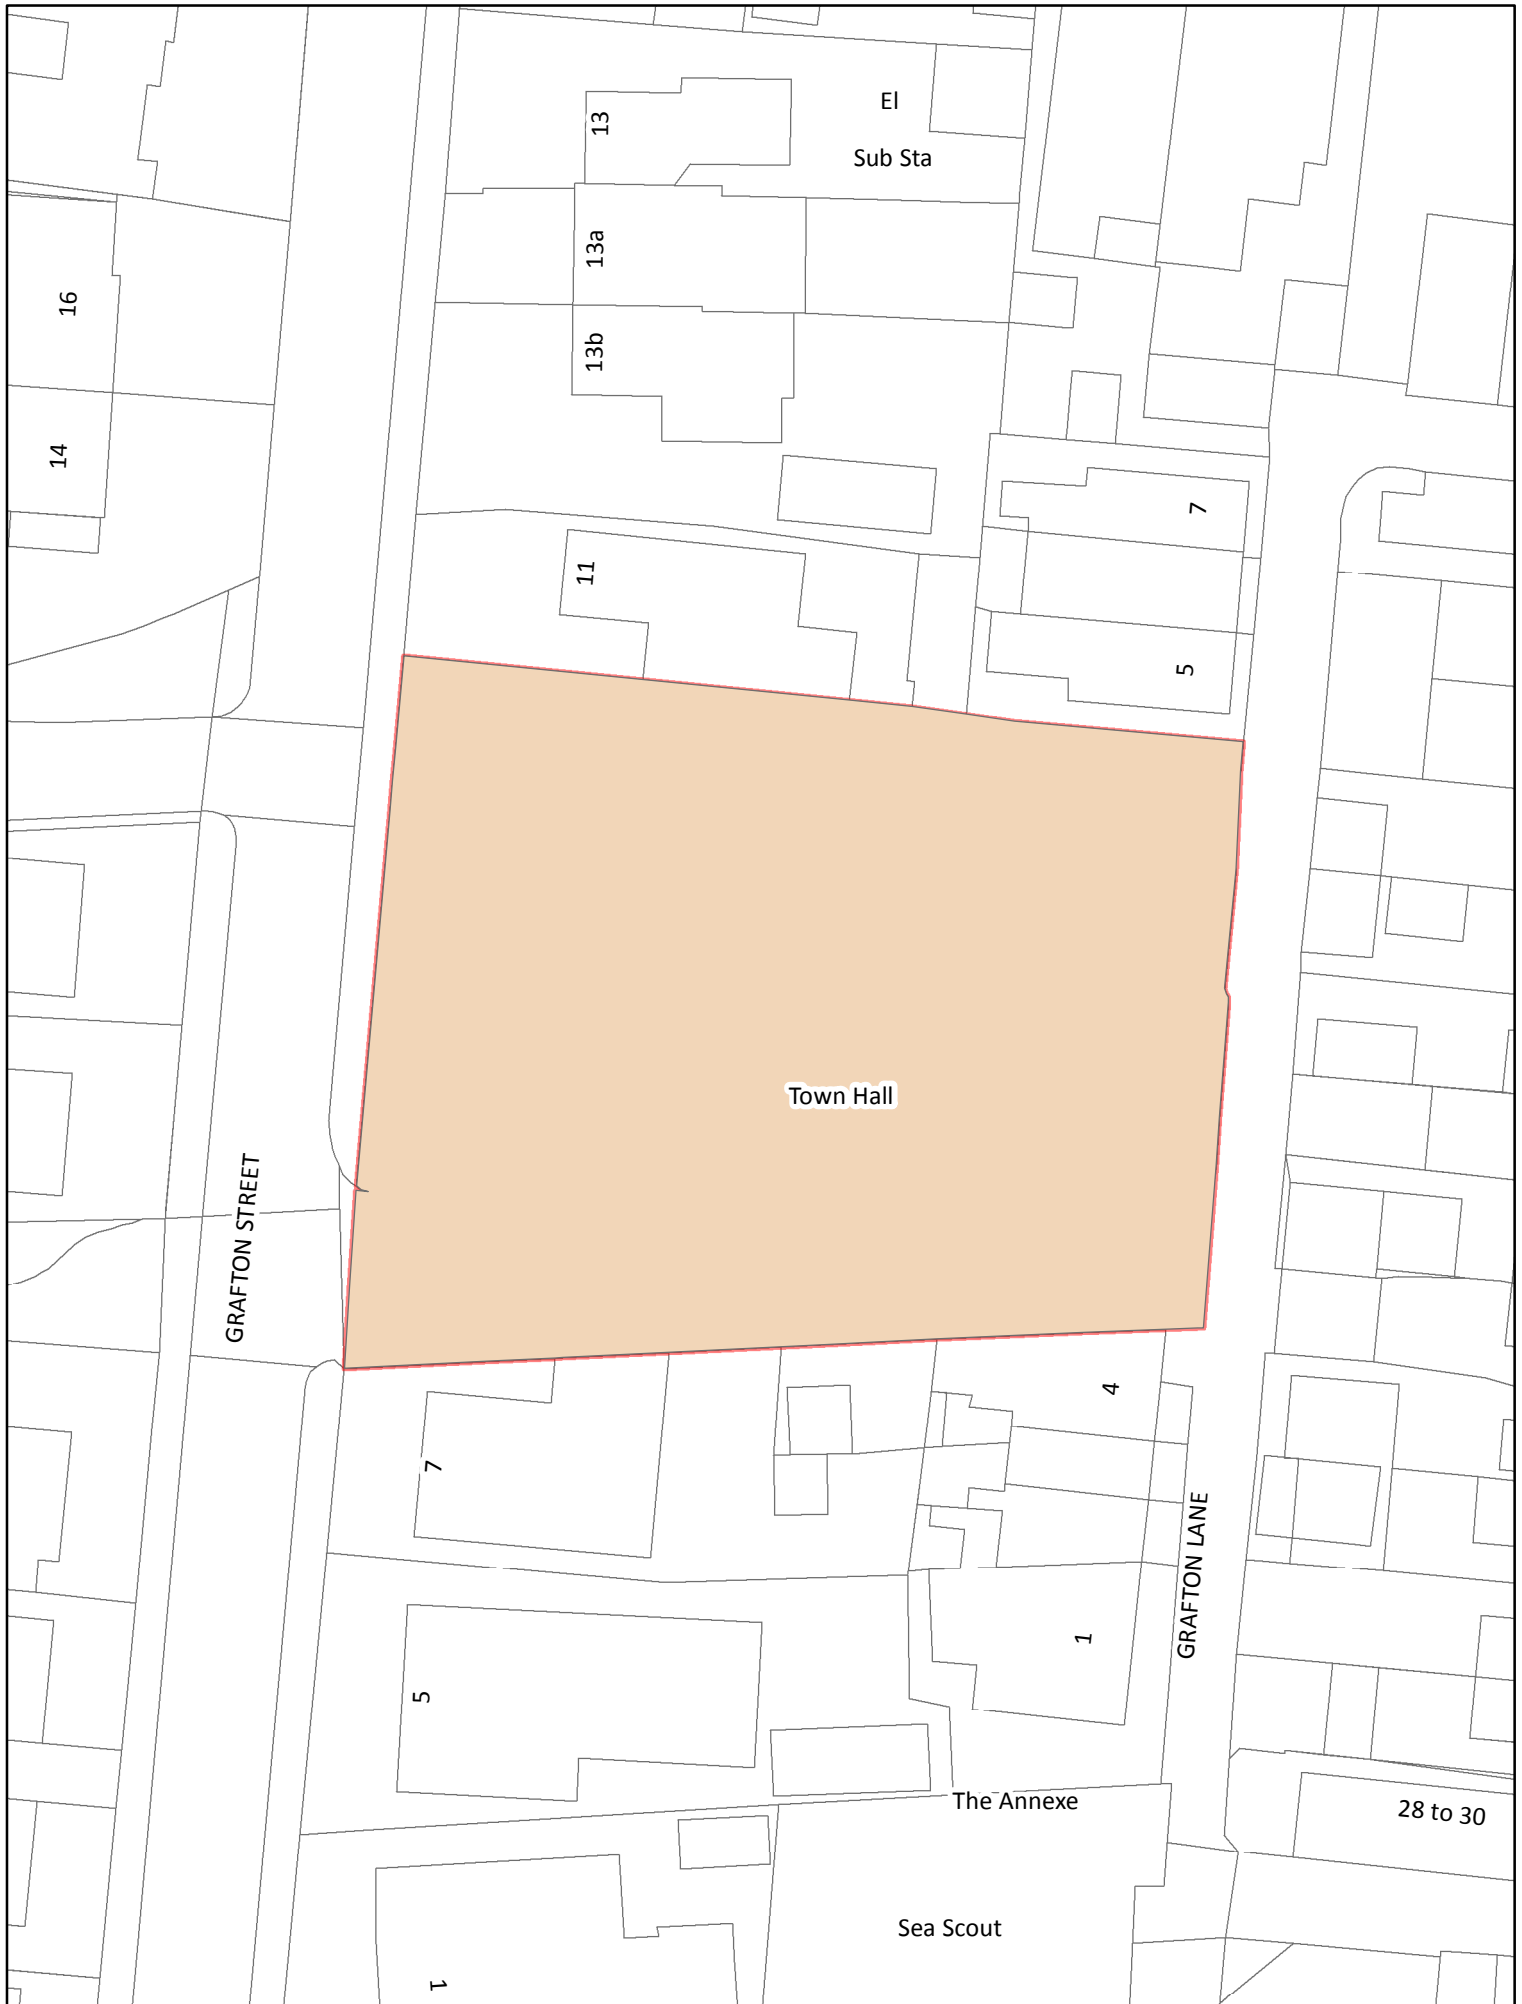 El
13
Sub Sta
13a
16
13b
14
7
11
5
Town Hall
GRAFTON STREET
4
7
GRAFTON LANE
1
5
The Annexe
28 to 30
Sea Scout
1